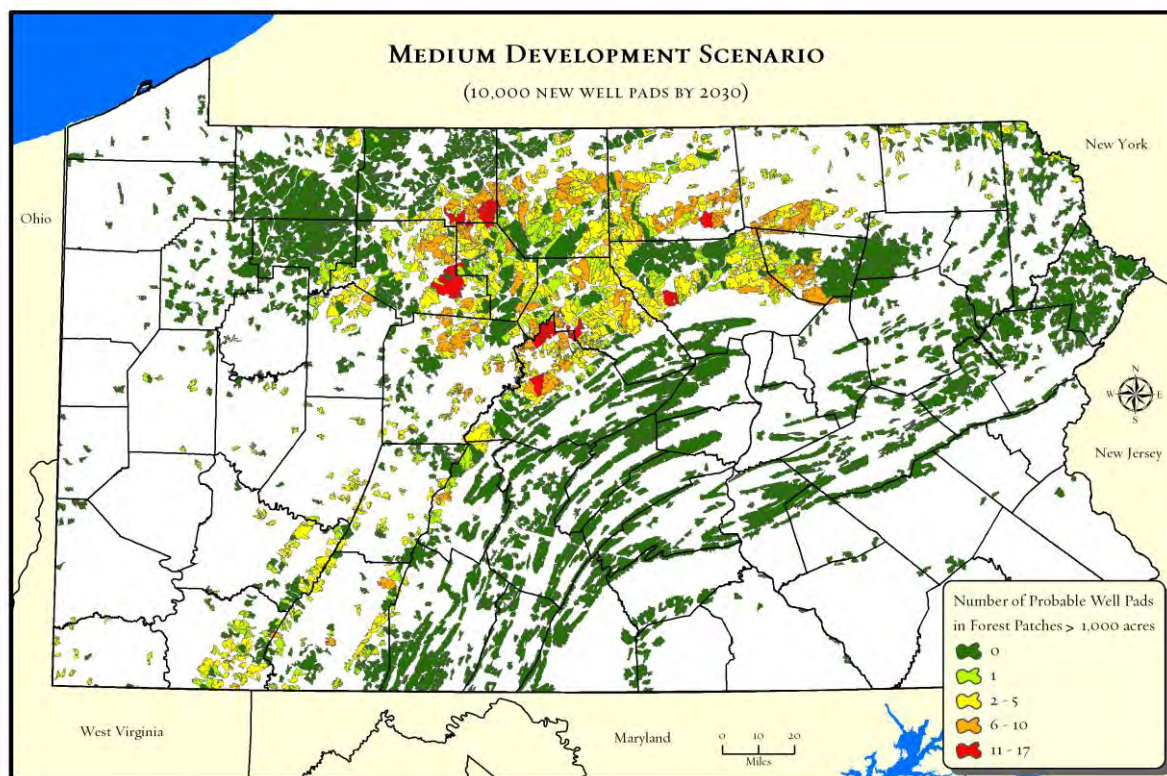 MEDIUM DEVELOPMENT SCENARIO
(10,000 NEW WELL PADS BY 2030)
New York
Ohio
N
W E
S
New Jersey
Number of Probable Well Pads
in Forest Patches > 1,000 acres
0
1
2 - 5
6 - 10
11 - 17
West Virginia
Maryland
0 10 20
Miles